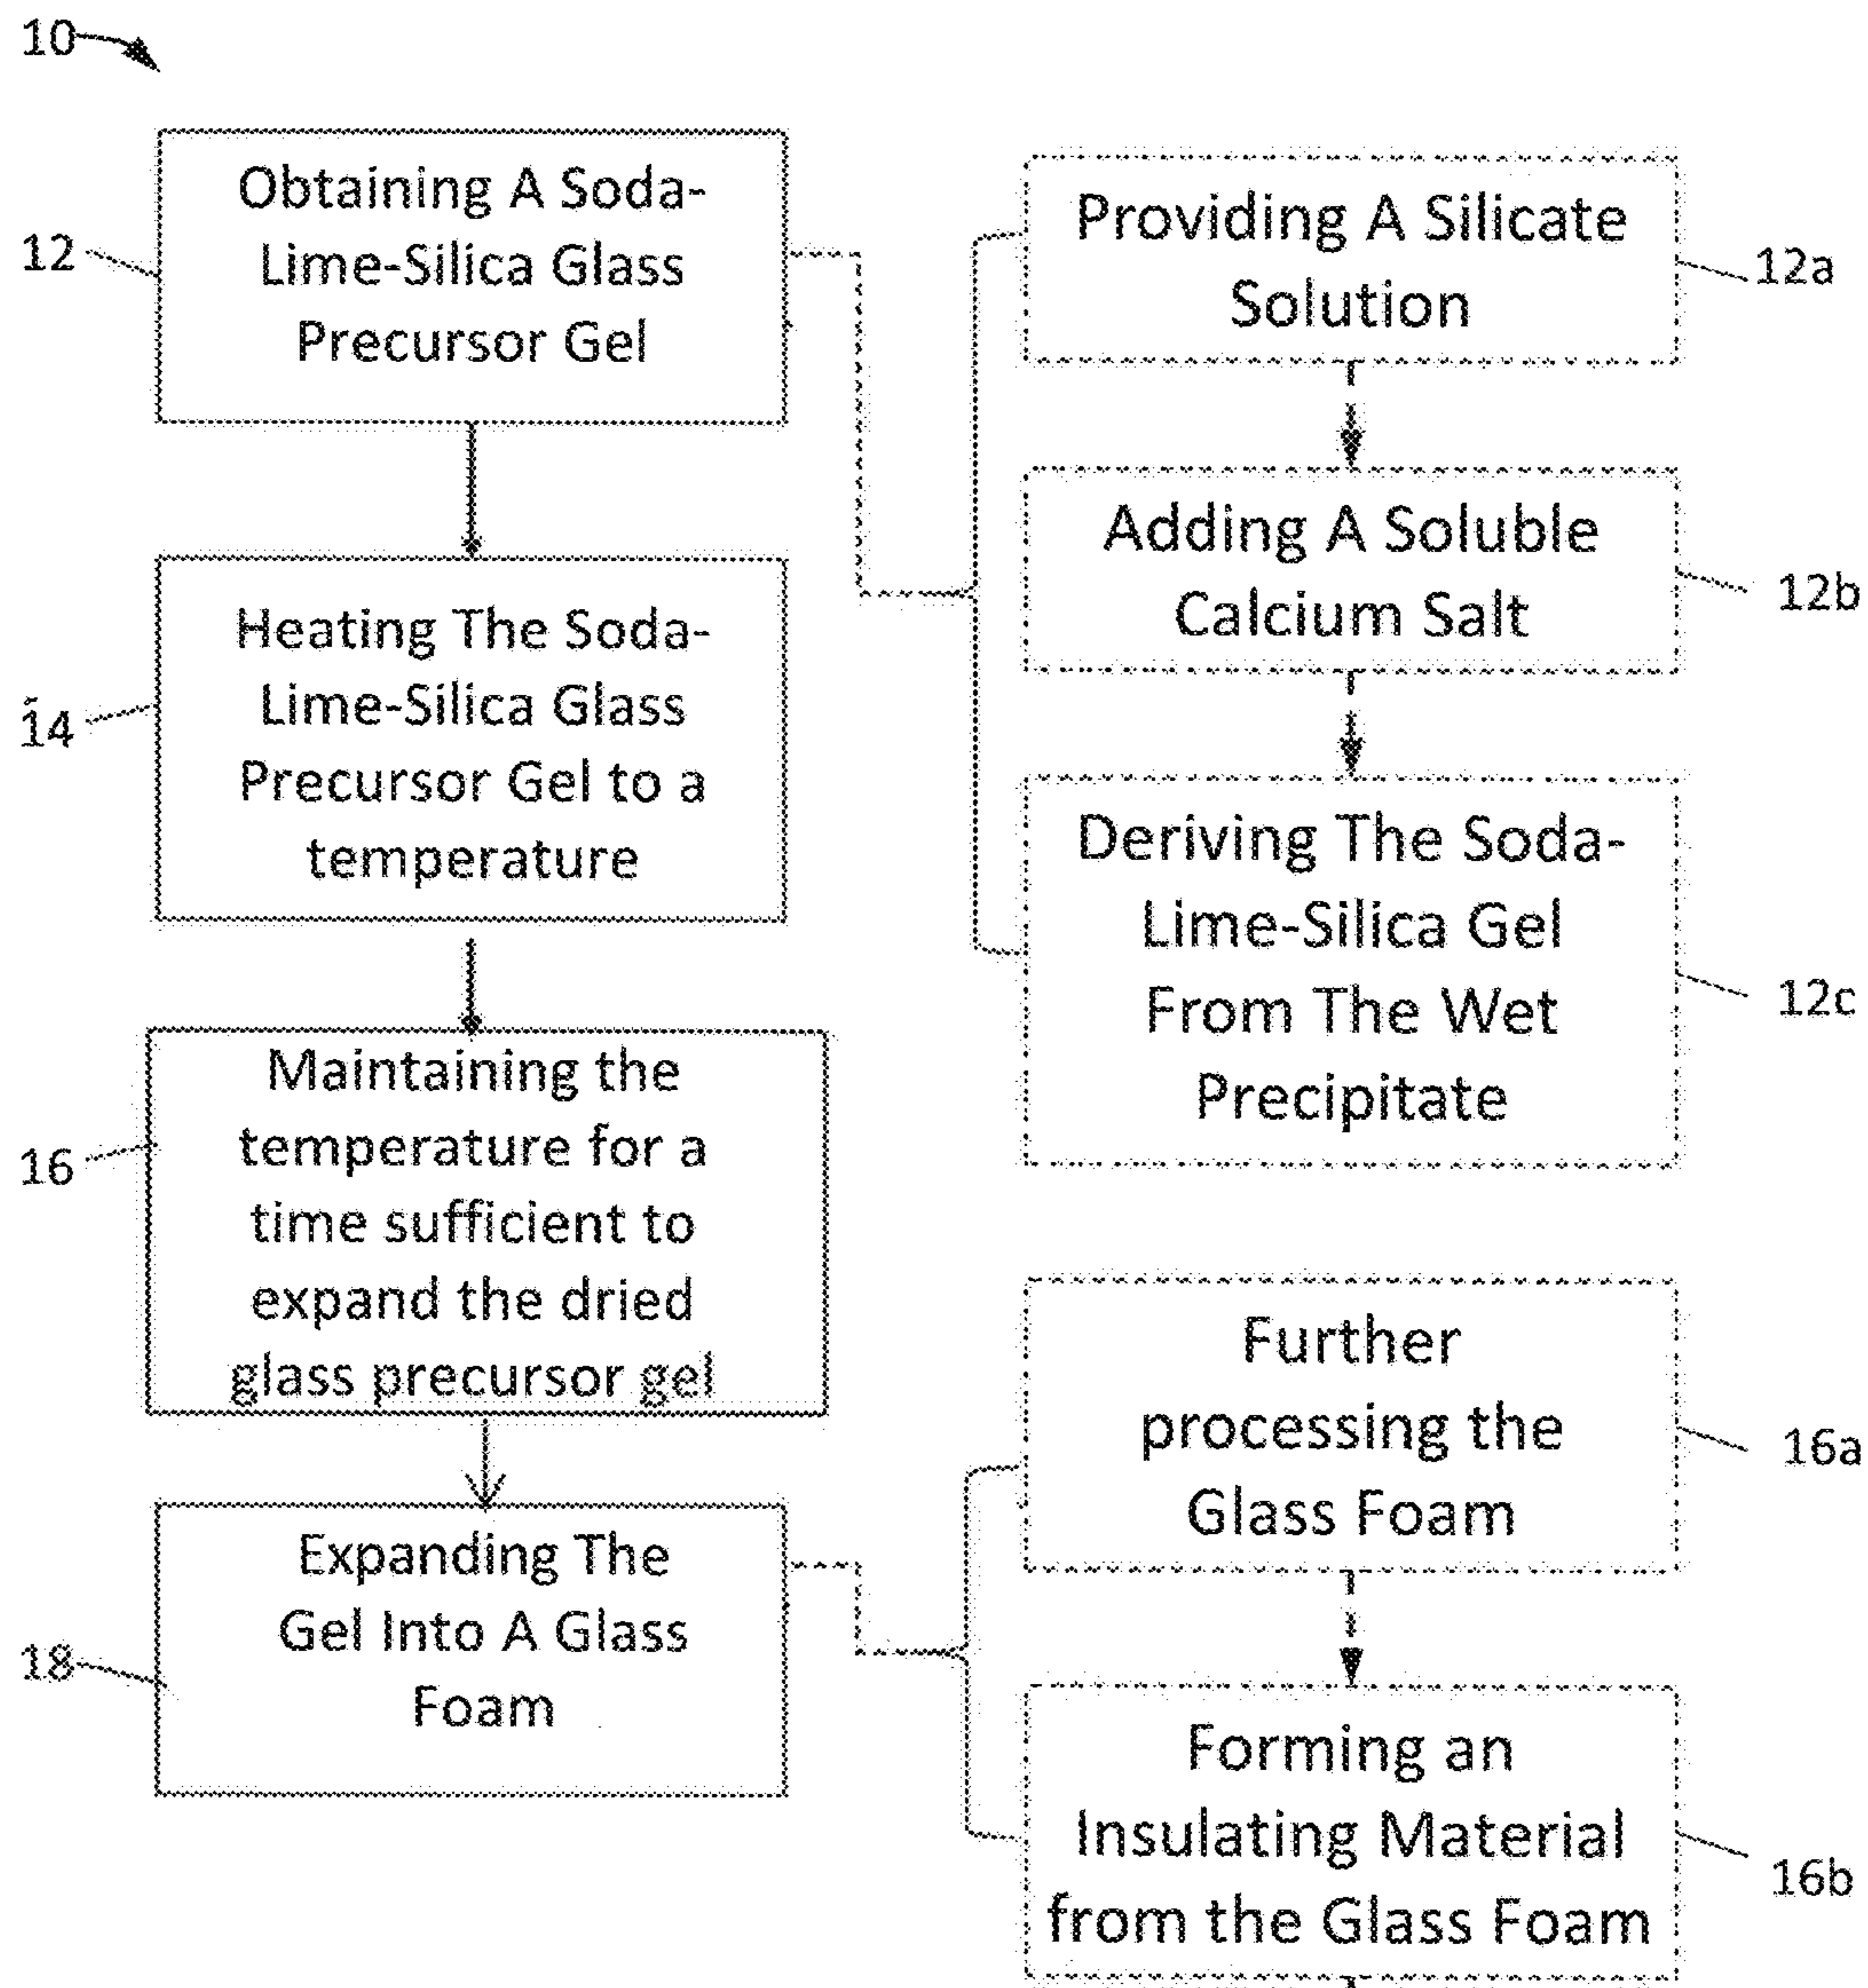 10
12
Obtaining A Soda-
Lime-Silica Glass
Precursor Gel
14
Heating The Soda-
Lime-Silica Glass
Precursor Gel to a
temperature
16
Maintaining the
temperature for a
time sufficient to
expand the dried
glass precursor gel
18
Expanding The
Gel Into A Glass
Foam
Providing A Silicate
Solution
12a
Adding A Soluble
Calcium Salt
12b
Deriving The Soda-
Lime-Silica Gel
From The Wet
Precipitate
12c
Further
processing the
Glass Foam
16a
Forming an
Insulating Material
from the Glass Foam
16b